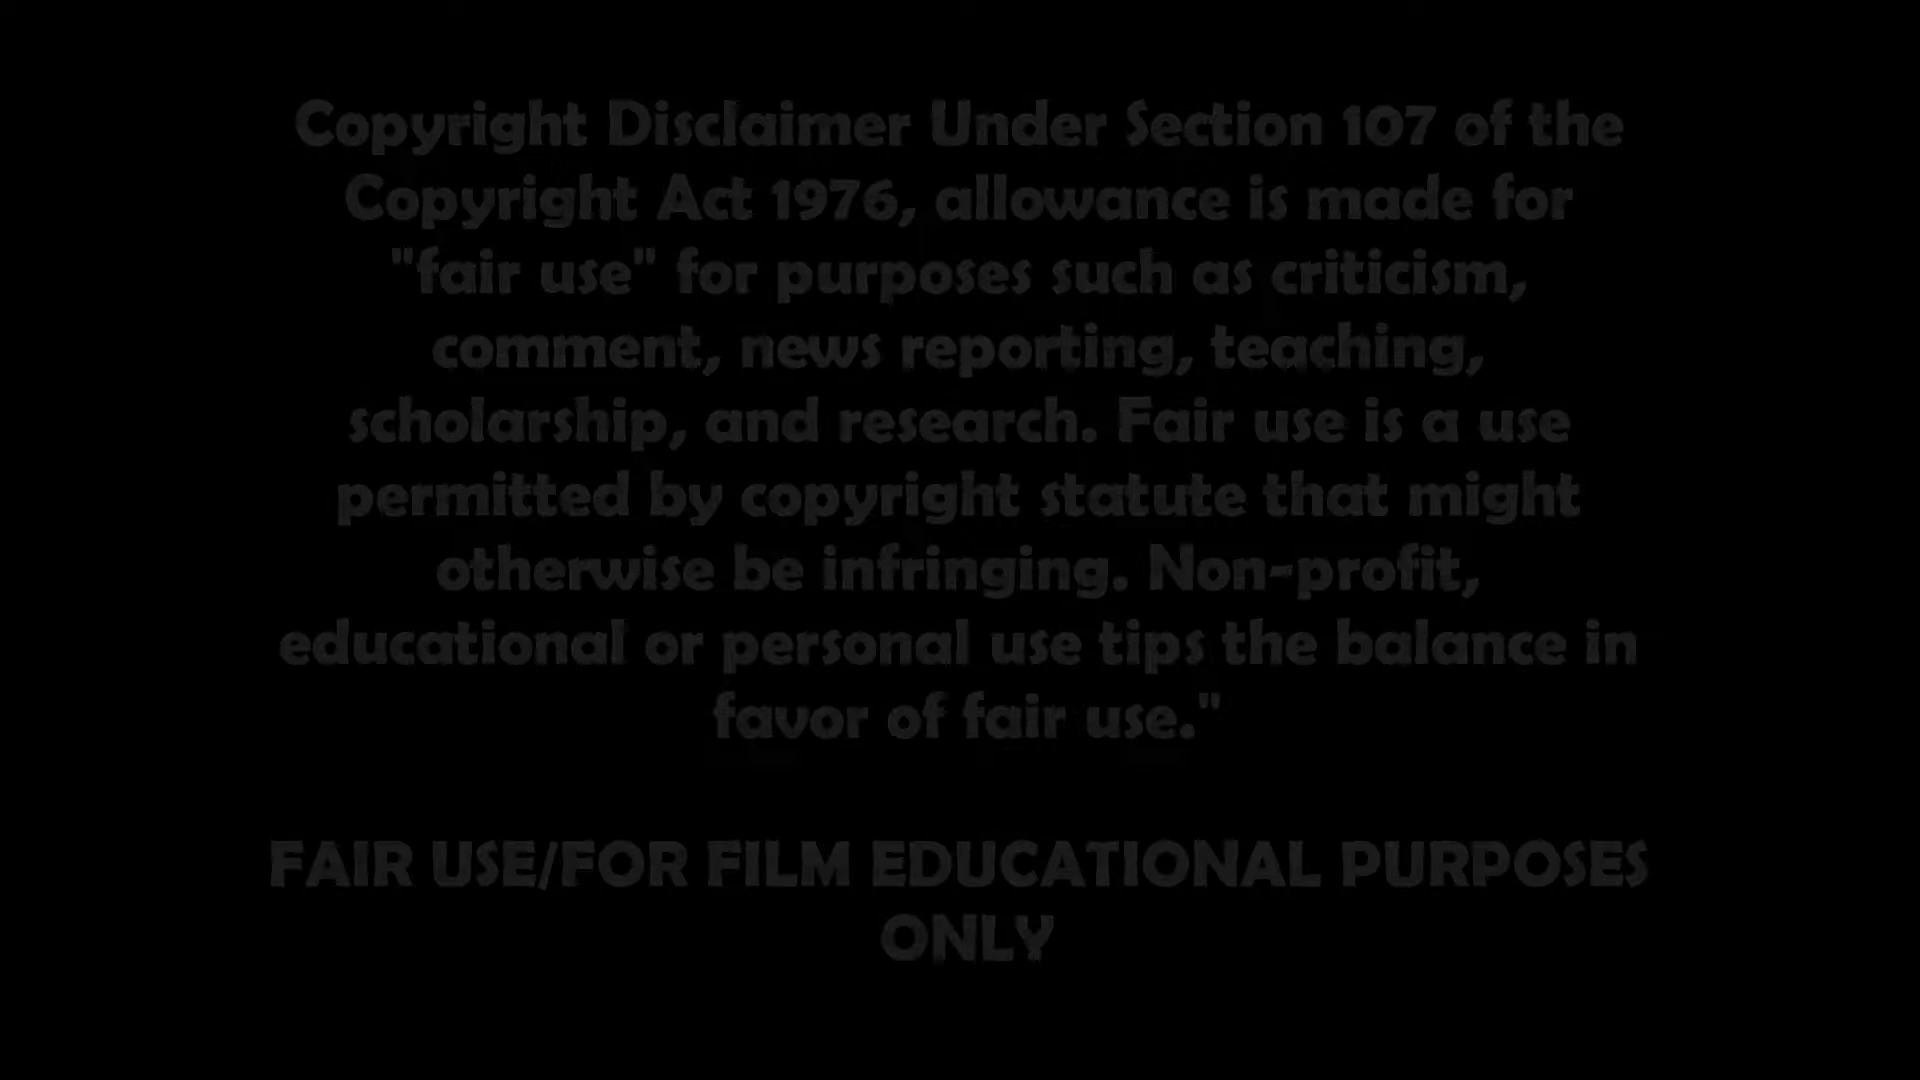 Copyright Disclaimer Under Section 107 of the
Copyright Act 1976, allowance is made for
"fair use" for purposes such as criticism,
comment, news reporting, teaching,
scholarship, and research. Fair use is a use
permitted by copyright statute that might
otherwise be infringing. Non-profit,
educational or personal use tips the balance in
favor of fair use."
FAIR USE/FOR FILM EDUCATIONAL PURPOSES
ONLY